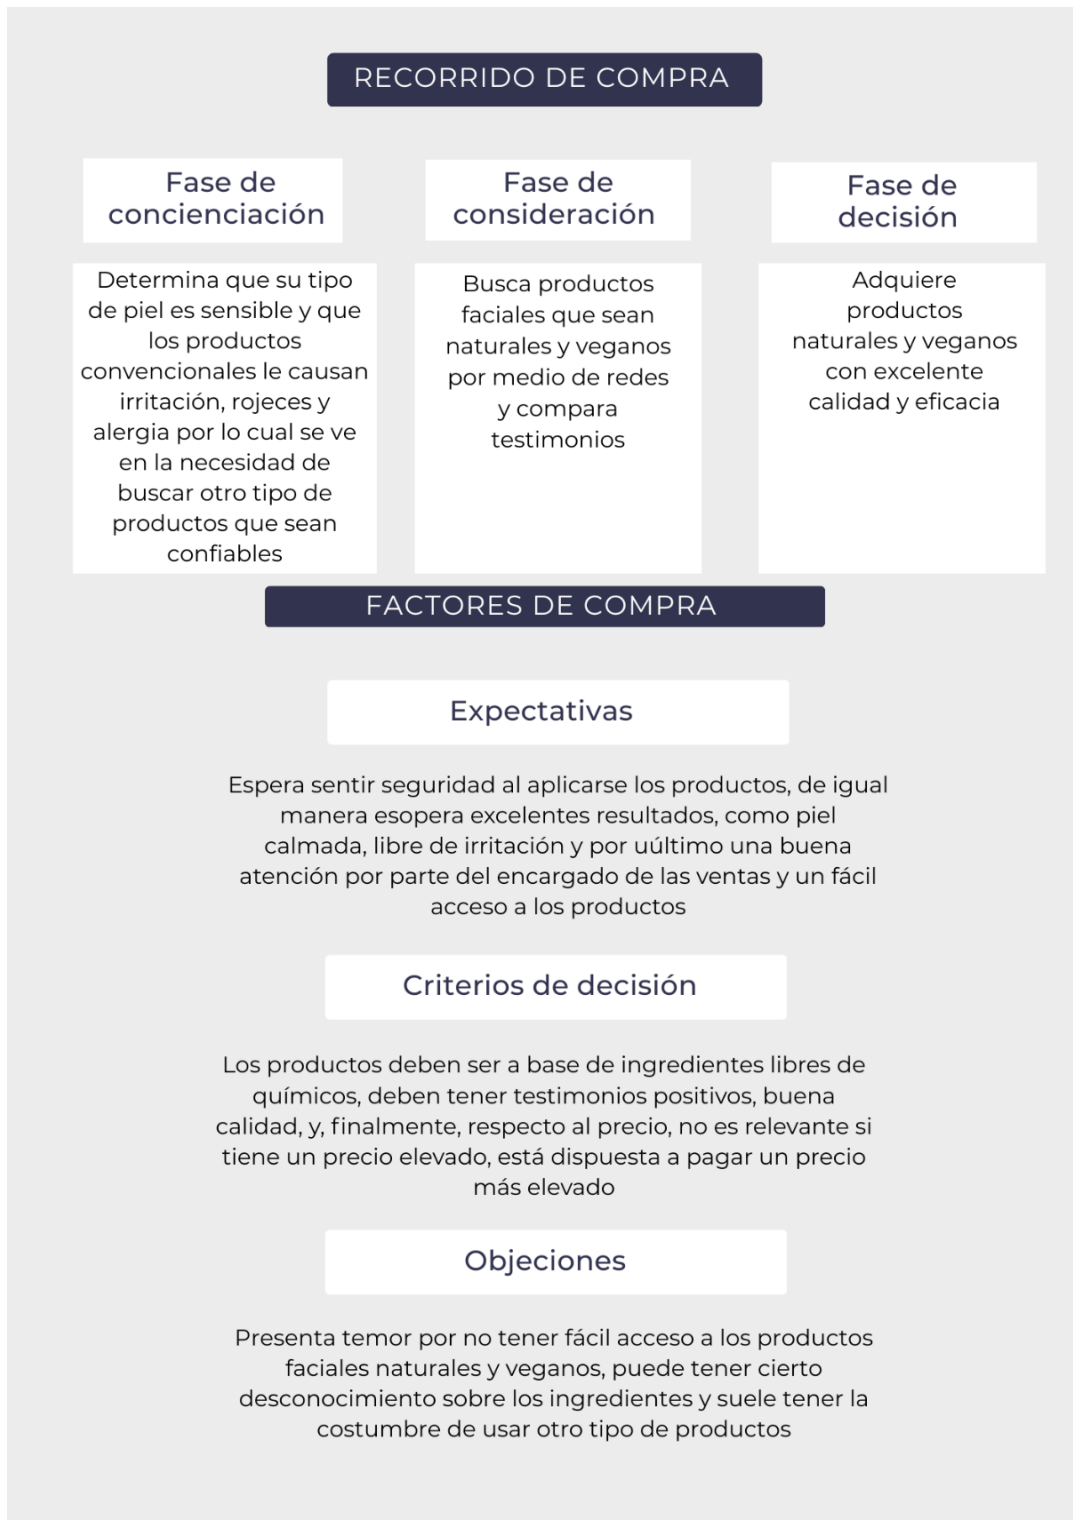 RECORRIDO DE COMPRA
Fase de
concienciación
Determina que su tipo
de piel es sensible y que
los productos
convencionales le causan
irritación, rojeces y
alergia por lo cual se ve
en la necesidad de
buscar otro tipo de
productos que sean
confiables
Fase de
consideración
Busca productos
faciales que sean
naturales y veganos
por medio de redes
y compara
testimonios
Fase de
decisión
Adquiere
productos
naturales y veganos
con excelente
calidad y eficacia
FACTORES DE COMPRA
Expectativas
Espera sentir seguridad al aplicarse los productos, de igual
manera esopera excelentes resultados, como piel
calmada, libre de irritación y por uúltimo una buena
atención por parte del encargado de las ventas y un fácil
acceso a los productos
Criterios de decisión
Los productos deben ser a base de ingredientes libres de
químicos, deben tener testimonios positivos, buena
calidad, y, finalmente, respecto al precio, no es relevante si
tiene un precio elevado, está dispuesta a pagar un precio
más elevado
Objeciones
Presenta temor por no tener fácil acceso a los productos
faciales naturales y veganos, puede tener cierto
desconocimiento sobre los ingredientes y suele tener la
costumbre de usar otro tipo de productos